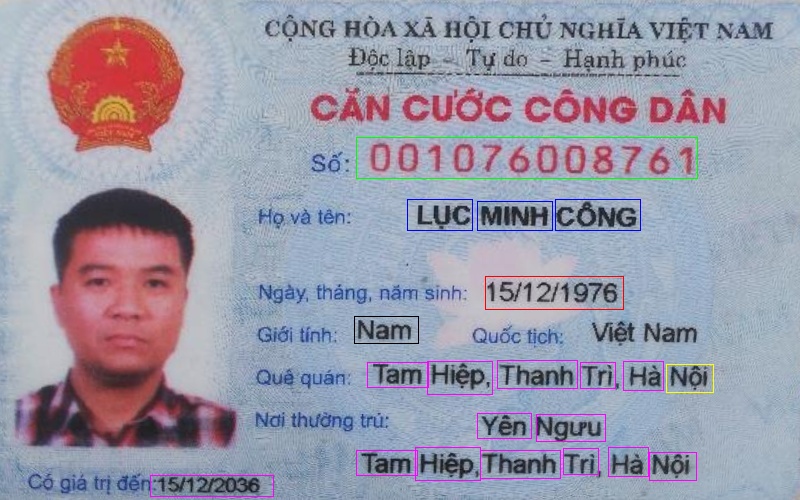 CỘNG HÒA XÃ HỘI CHỦ NGHĨA VIỆT NAM
Độc lập - Tự do - Hạnh phúc
CĂN CƯỚC CÔNG DÂN
Số: 001076008761
Họ và tên: LỤC MINH CÔNG
Ngày, tháng, năm sinh: 15/12/1976
Giới tính: Nam Quốc tịch: Việt Nam
Quê quán: Tam Hiệp, Thanh Trì, Hà Nội
Nơi thường trú: Yên Ngưu
Tam Hiệp, Thanh Trì, Hà Nội
Có giá trị đến: 15/12/2036